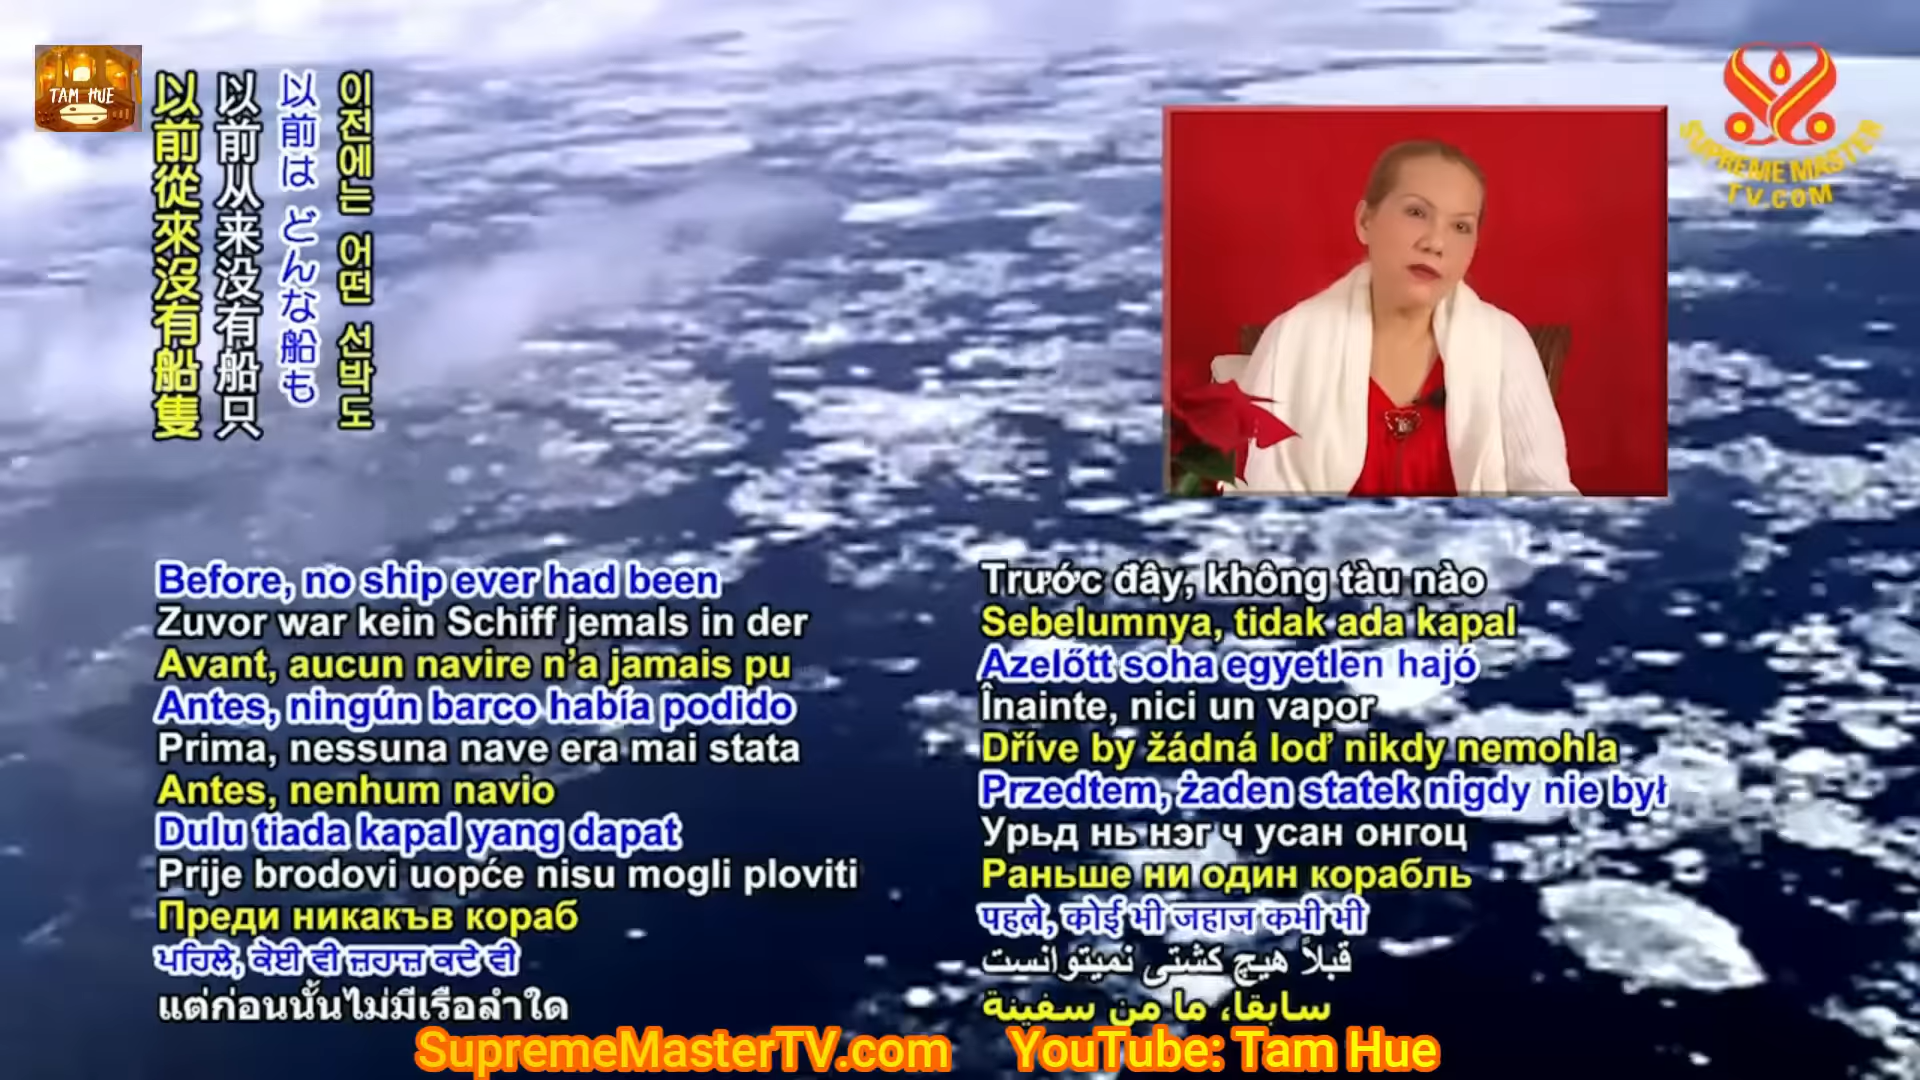 TAM HUE
以前從來沒有船隻
以前从来没有船只
以前は どんな船も
이전에는 어떤 선박도
SUPREME MASTER
TV.COM
Before, no ship ever had been
Zuvor war kein Schiff jemals in der
Avant, aucun navire n'a jamais pu
Antes, ningún barco había podido
Prima, nessuna nave era mai stata
Antes, nenhum navio
Dulu tiada kapal yang dapat
Prije brodovi uopće nisu mogli ploviti
Преди никакъв кораб
ਪਹਿਲੇ, ਕੋਈ ਵੀ ਜਹਾਜ਼ ਕਦੇ ਵੀ
แต่ก่อนนั้นไม่มีเรือลำใด
Trước đây, không tàu nào
Sebelumnya, tidak ada kapal
Azelőtt soha egyetlen hajó
Înainte, nici un vapor
Dříve by žádná loď nikdy nemohla
Przedtem, żaden statek nigdy nie był
Урьд нь нэг ч усан онгоц
Раньше ни один корабль
पहले, कोई भी जहाज कभी भी
قبلاً هیچ کشتی نمیتوانست
سابقا، ما من سفينة
SupremeMasterTV.com YouTube: Tam Hue